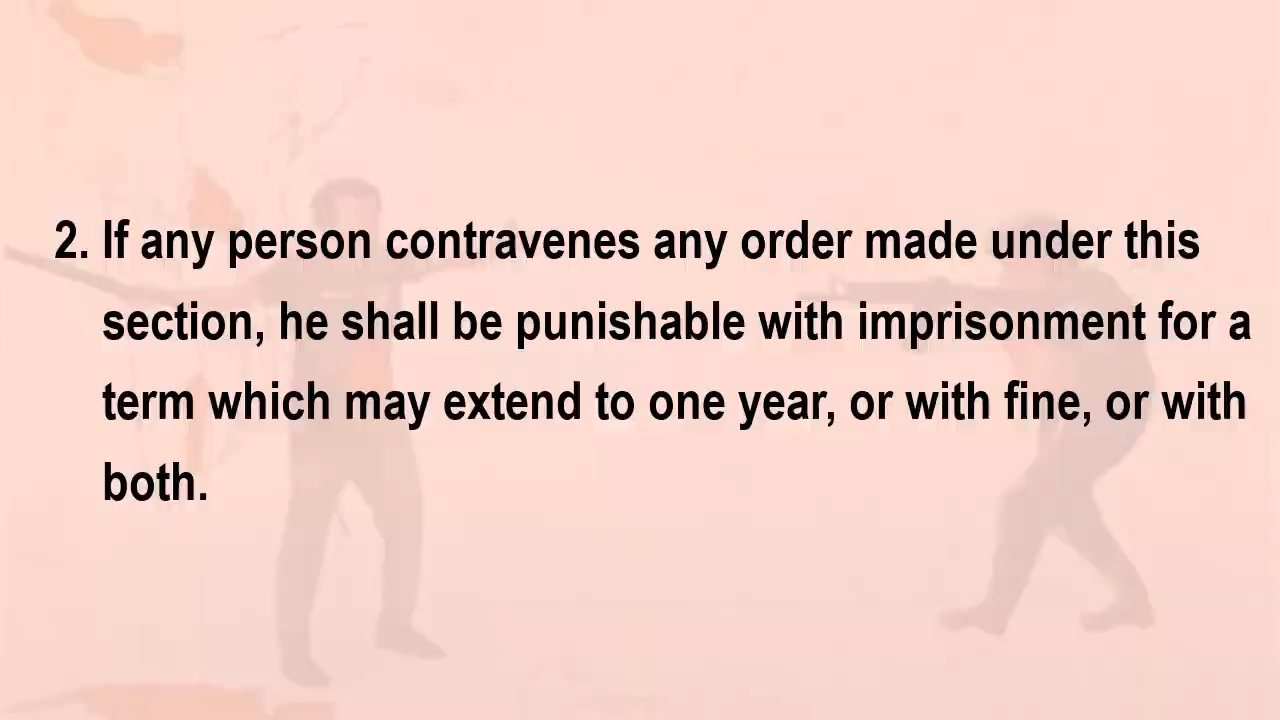 2. If any person contravenes any order made under this
section, he shall be punishable with imprisonment for a
term which may extend to one year, or with fine, or with
both.